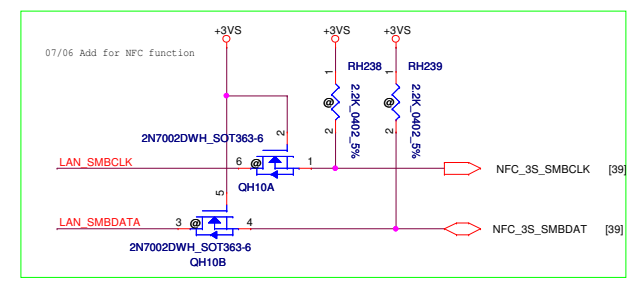 +3VS +3VS +3VS
07/06 Add for NFC function
RH238 RH239
1 1
2.2K_0402_5% 2.2K_0402_5%
@ @
2 2
2
2N7002DWH_SOT363-6
LAN_SMBCLK 6 @ 1 NFC_3S_SMBCLK [39]
QH10A
5
LAN_SMBDATA 3 @ 4 NFC_3S_SMBDAT [39]
2N7002DWH_SOT363-6
QH10B